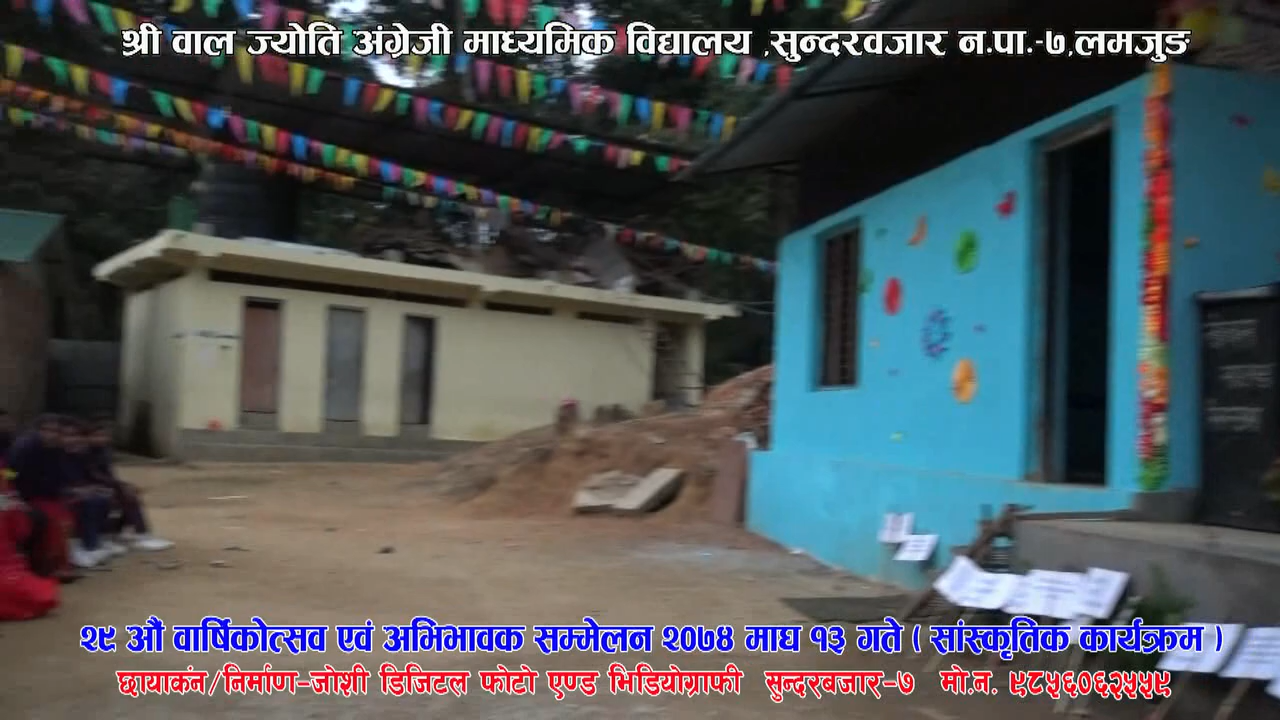 श्री वाल ज्योति अंग्रेजी माध्यमिक विद्यालय ,सुन्दरवजार न.पा.-७,लमजुङ
२९ औं वार्षिकोत्सव एवं अभिभावक सम्मेलन २०७४ माघ १३ गते ( सांस्कृतिक कार्यक्रम )
छायाकंन/निर्माण-जोशी डिजिटल फोटो एण्ड भिडियोग्राफी सुन्दरबजार-७ मो.न. ९८५६०६२५५९